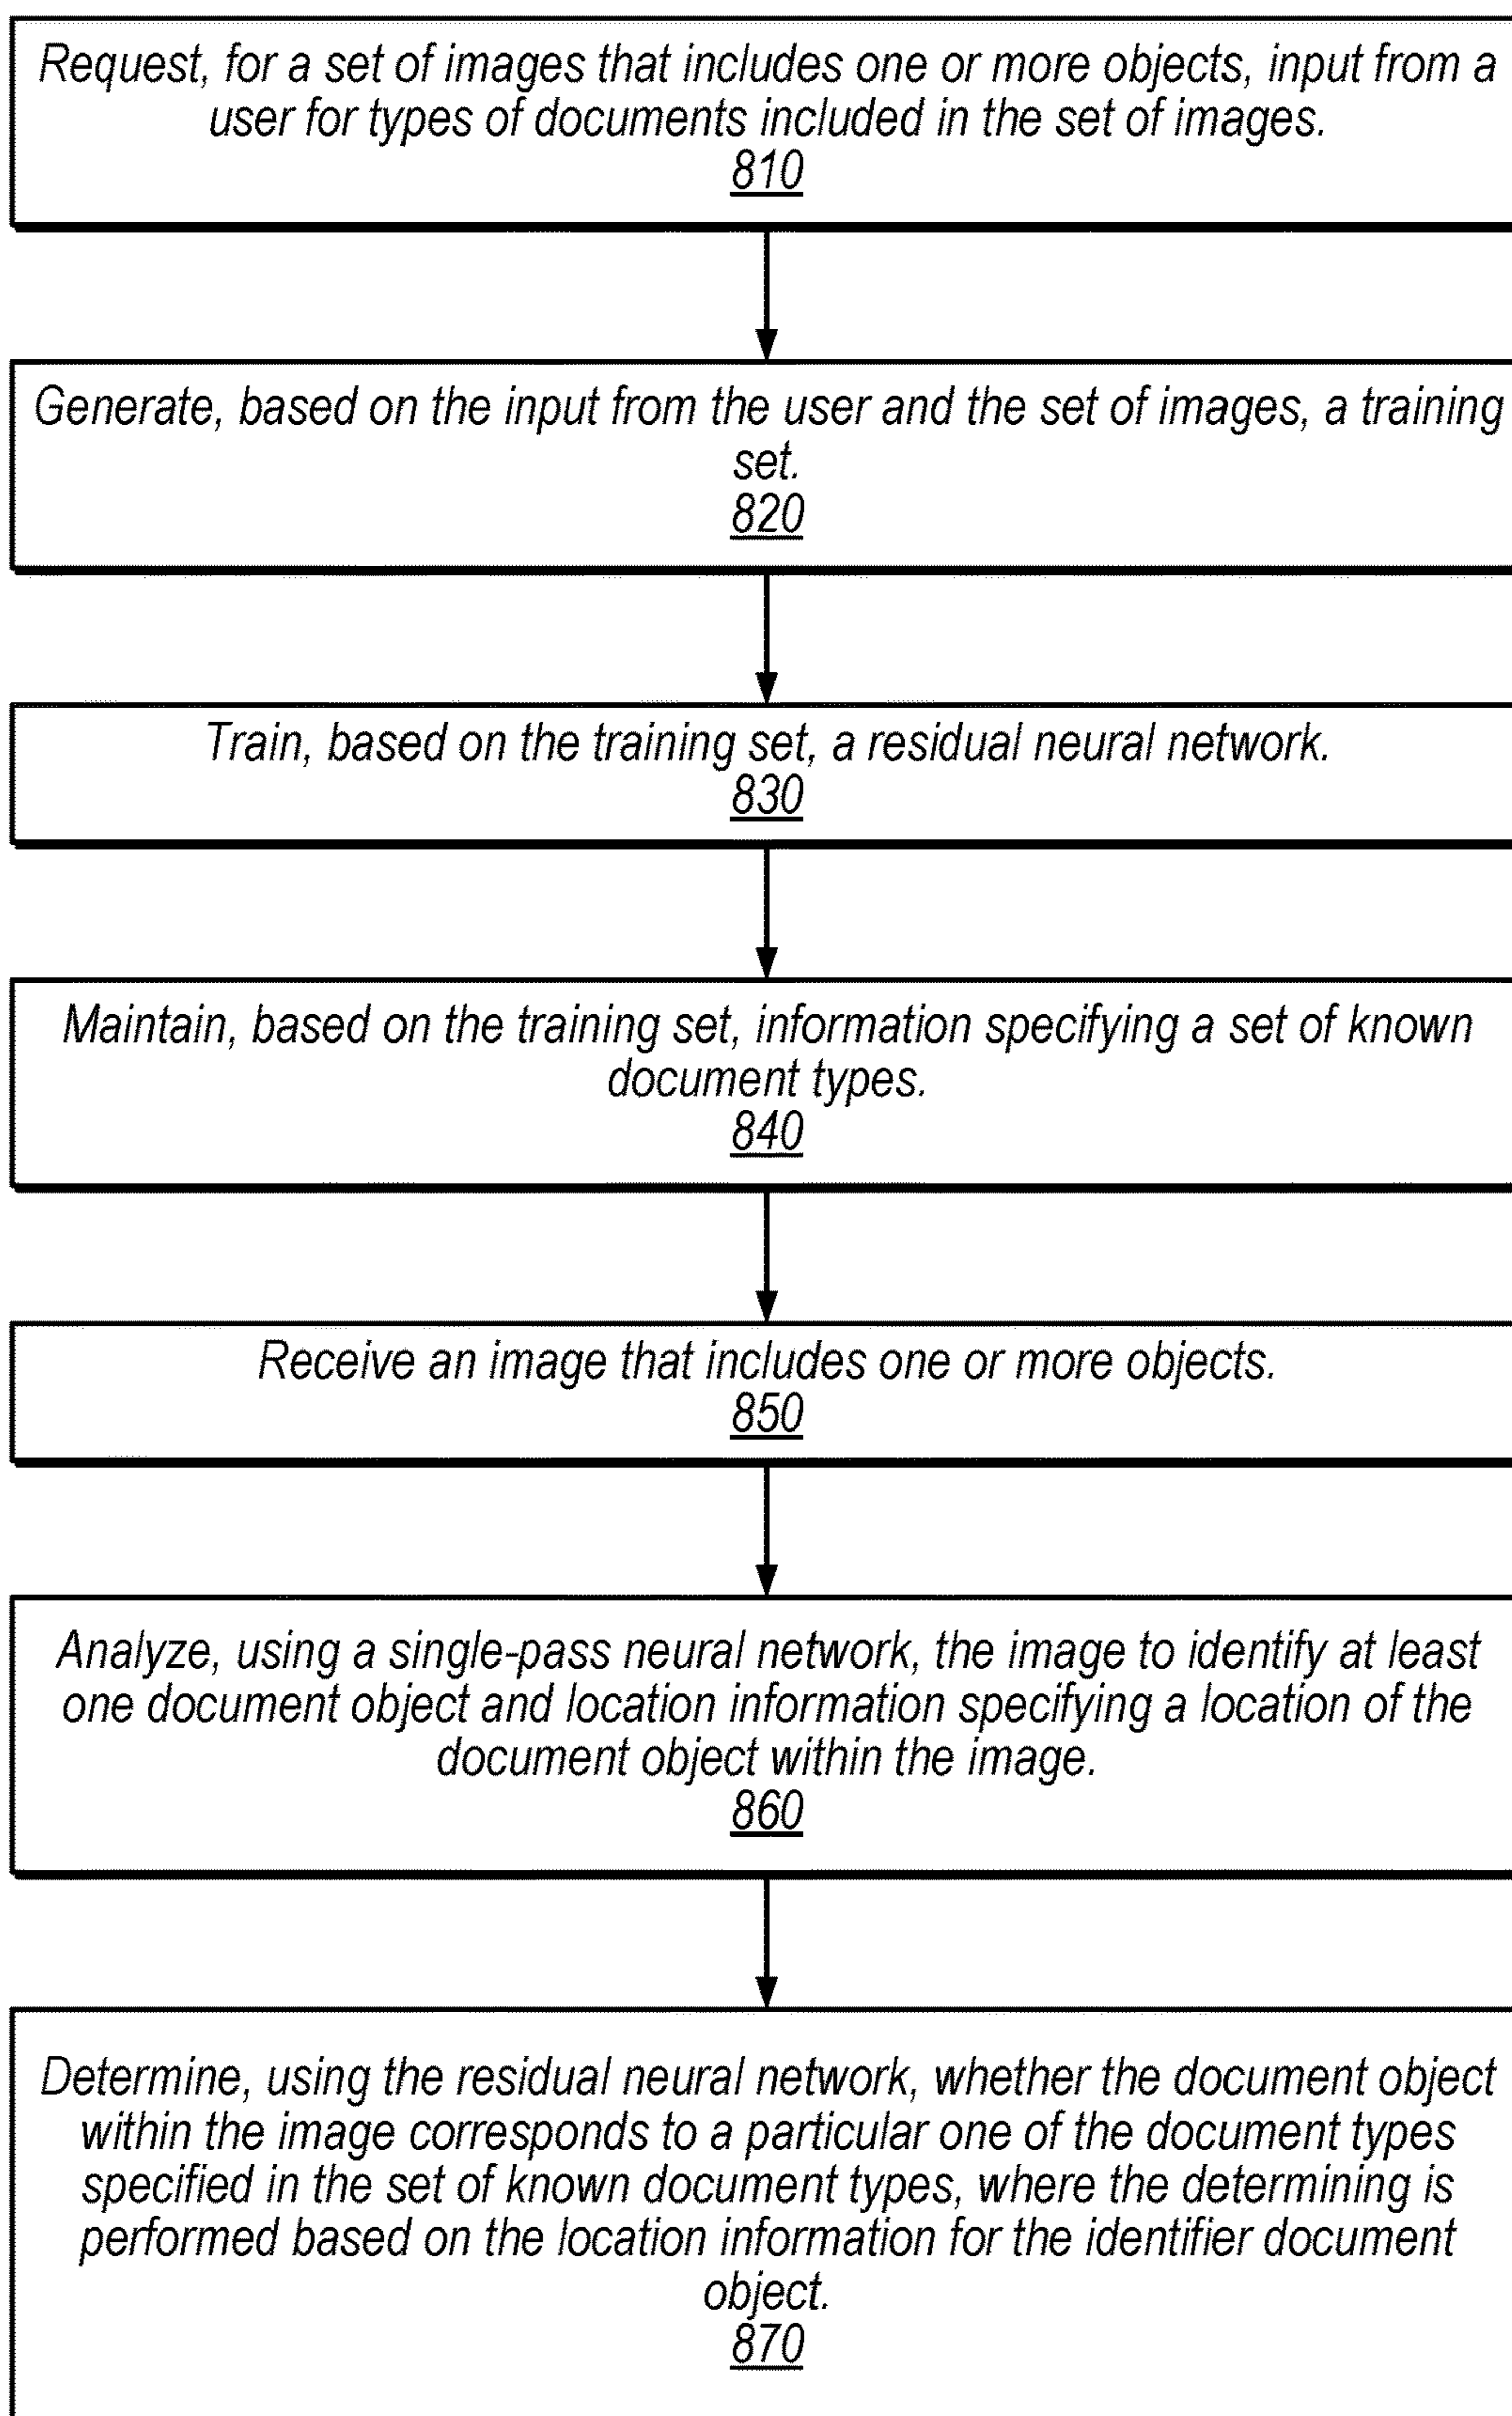 Request, for a set of images that includes one or more objects, input from a
user for types of documents included in the set of images.
810
Generate, based on the input from the user and the set of images, a training
set.
820
Train, based on the training set, a residual neural network.
830
Maintain, based on the training set, information specifying a set of known
document types.
840
Receive an image that includes one or more objects.
850
Analyze, using a single-pass neural network, the image to identify at least
one document object and location information specifying a location of the
document object within the image.
860
Determine, using the residual neural network, whether the document object
within the image corresponds to a particular one of the document types
specified in the set of known document types, where the determining is
performed based on the location information for the identifier document
object.
870